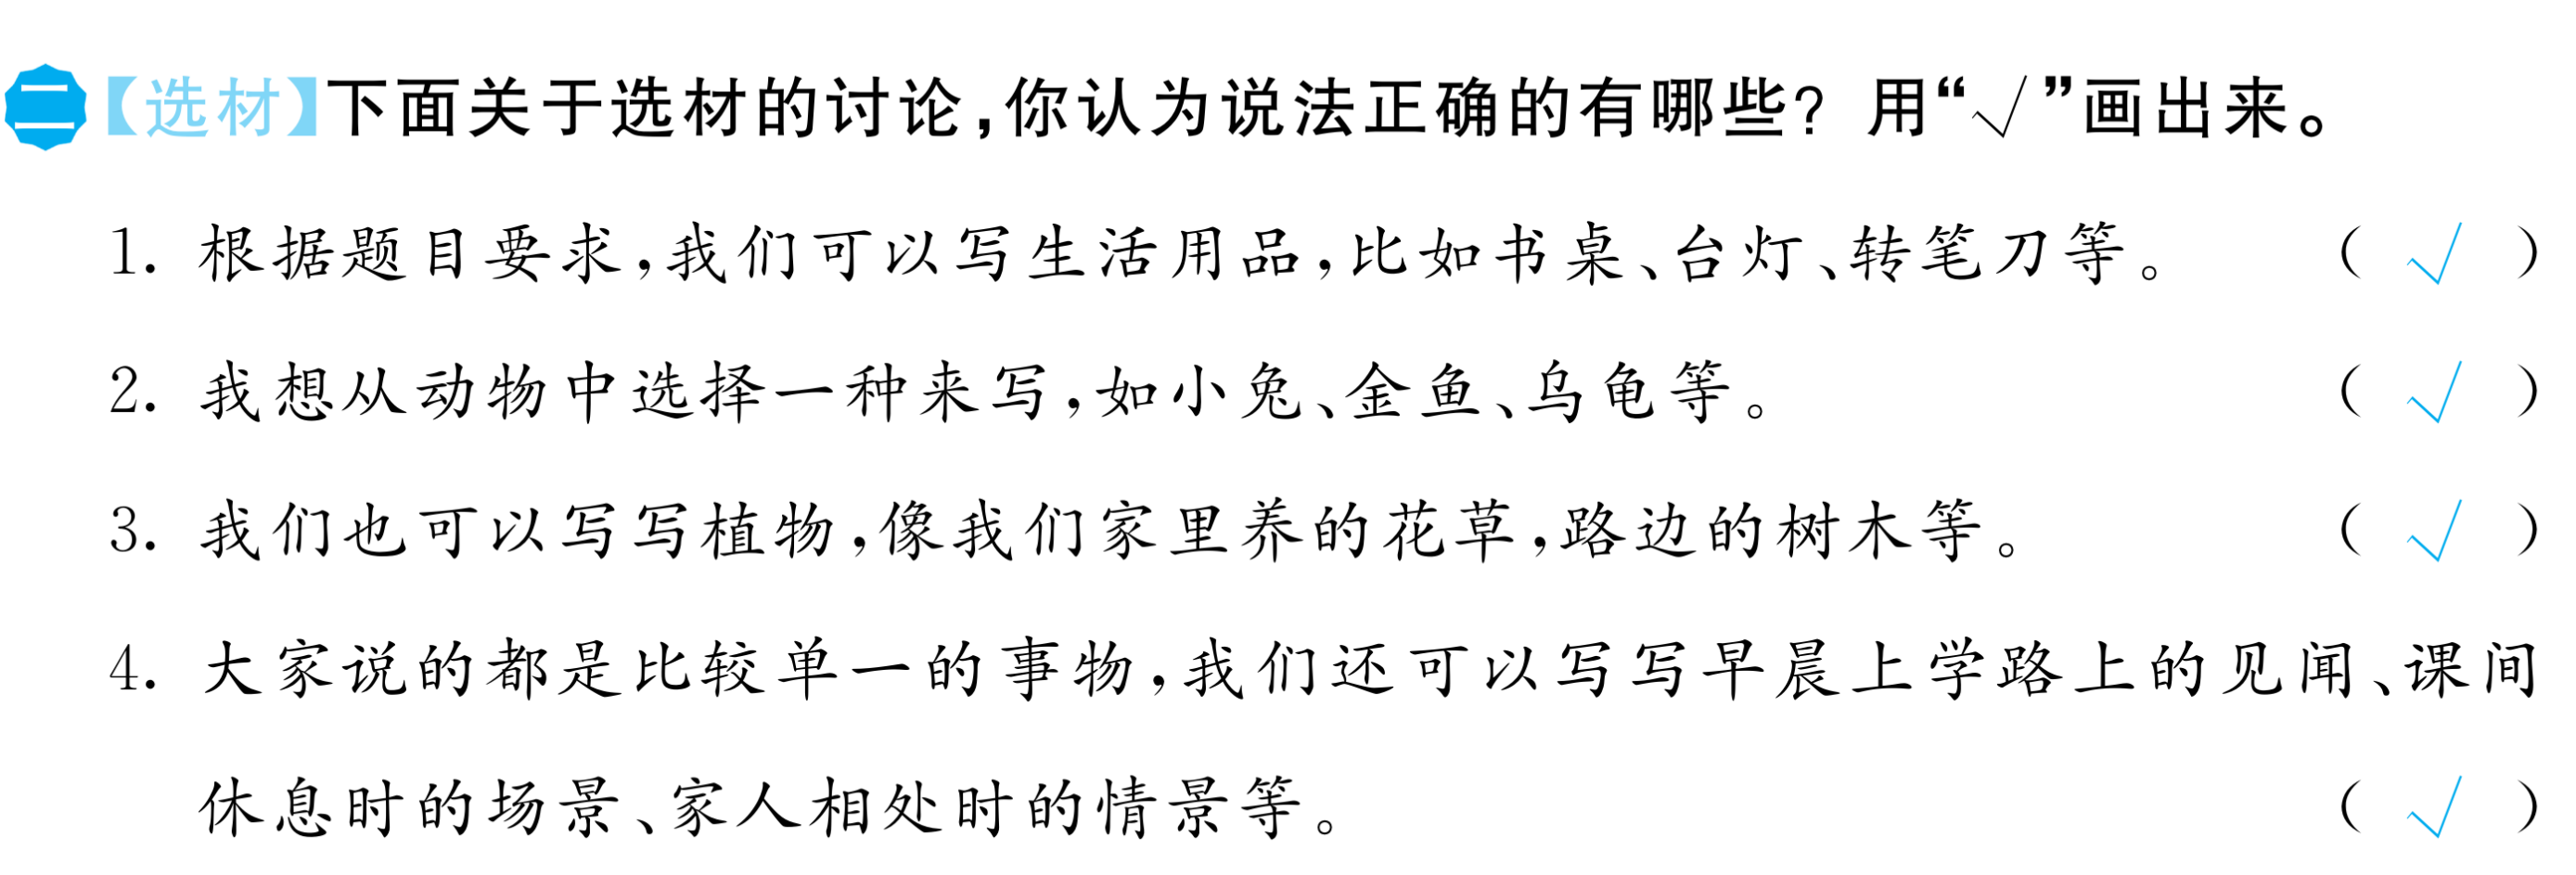 二【选材】下面关于选材的讨论,你认为说法正确的有哪些? 用“√”画出来。
1. 根据题目要求,我们可以写生活用品,比如书桌、台灯、转笔刀等。 ( √ )
2. 我想从动物中选择一种来写,如小兔、金鱼、乌龟等。 ( √ )
3. 我们也可以写写植物,像我们家里养的花草,路边的树木等。 ( √ )
4. 大家说的都是比较单一的事物,我们还可以写写早晨上学路上的见闻、课间
休息时的场景、家人相处时的情景等。 ( √ )